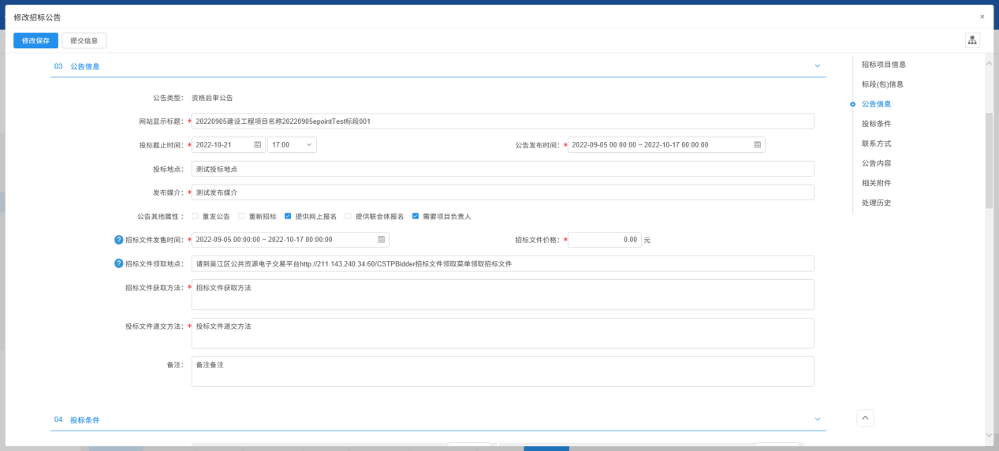 修改招标公告
×
修改保存
提交信息
03 公告信息
公告类型: 资格后审公告
网站显示标题: * 20220905建设工程项目名称20220905epointTest标段001
投标截止时间: * 2022-10-21 17:00 公告发布时间: * 2022-09-05 00:00:00 ~ 2022-10-17 00:00:00
投标地点: 测试投标地点
发布媒介: * 测试发布媒介
公告其他属性: 重发公告 重新招标 提供网上报名 提供联合体报名 需要项目负责人
? 招标文件发售时间: * 2022-09-05 00:00:00 ~ 2022-10-17 00:00:00 招标文件价格: * 0.00 元
? 招标文件领取地点: 请到吴江区公共资源电子交易平台http://211.143.240.34:60/CSTPBidder招标文件领取菜单领取招标文件
招标文件获取方法: * 招标文件获取方法
投标文件递交方法: * 投标文件递交方法
备注: 备注备注
04 投标条件
招标项目信息
标段(包)信息
公告信息
投标条件
联系方式
公告内容
相关附件
处理历史